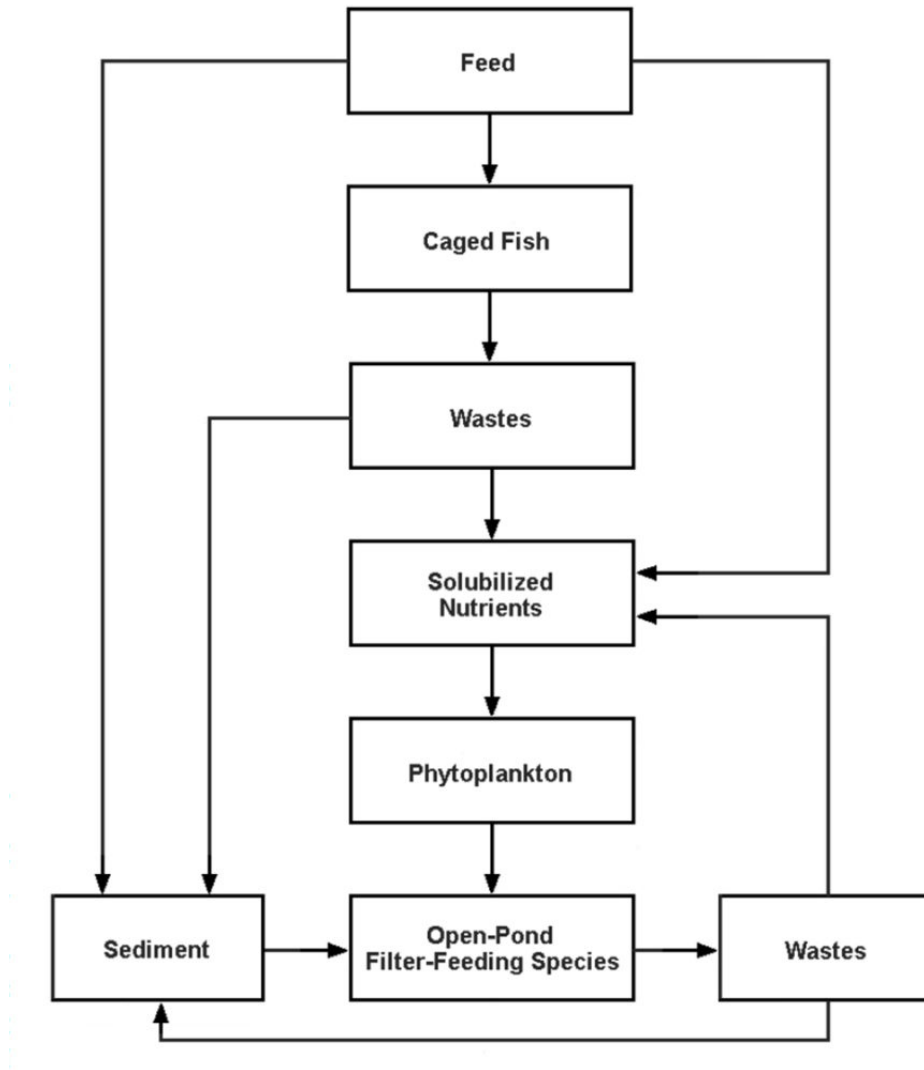 Feed
Caged Fish
Wastes
Solubilized
Nutrients
Phytoplankton
Sediment
Open-Pond
Filter-Feeding Species
Wastes